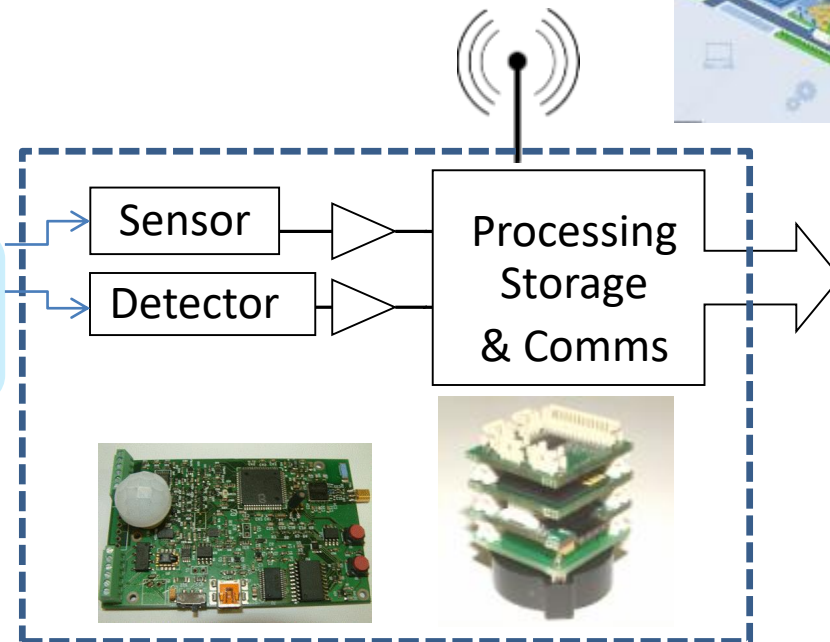 Sensor
Detector
Processing
Storage
& Comms